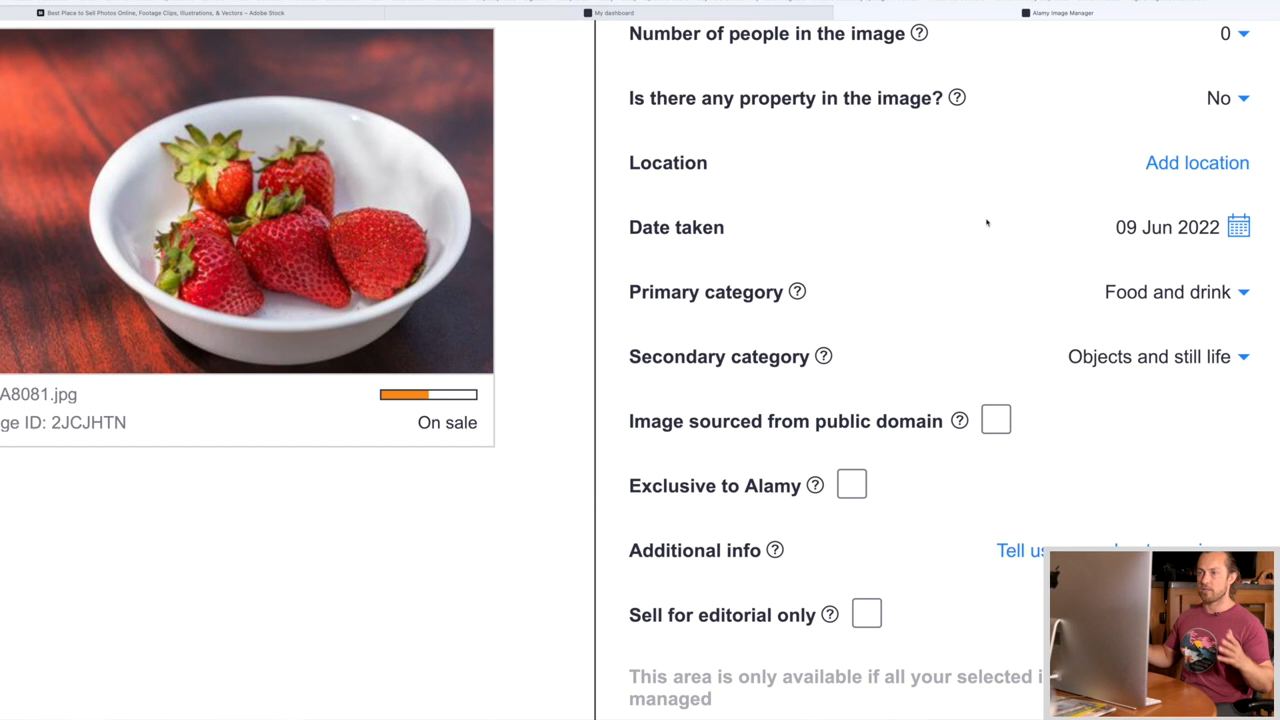 Best Place to Sell Photos Online, Footage Clips, Illustrations, & Vectors – Adobe Stock
My dashboard
Alamy Image Manager
Number of people in the image ?
0
Is there any property in the image? ?
No
Location
Add location
Date taken
09 Jun 2022
Primary category ?
Food and drink
Secondary category ?
Objects and still life
Image sourced from public domain ?
Exclusive to Alamy ?
Additional info ?
Tell
Sell for editorial only ?
This area is only available if all your selected
managed
A8081.jpg
ge ID: 2JCJHTN
On sale